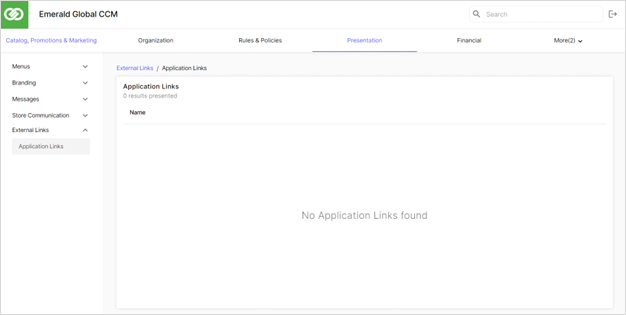 Emerald Global CCM
Search
Catalog, Promotions & Marketing
Organization
Rules & Policies
Presentation
Financial
More(2)
Menus
Branding
Messages
Store Communication
External Links
Application Links
External Links / Application Links
Application Links
0 results presented
Name
No Application Links found